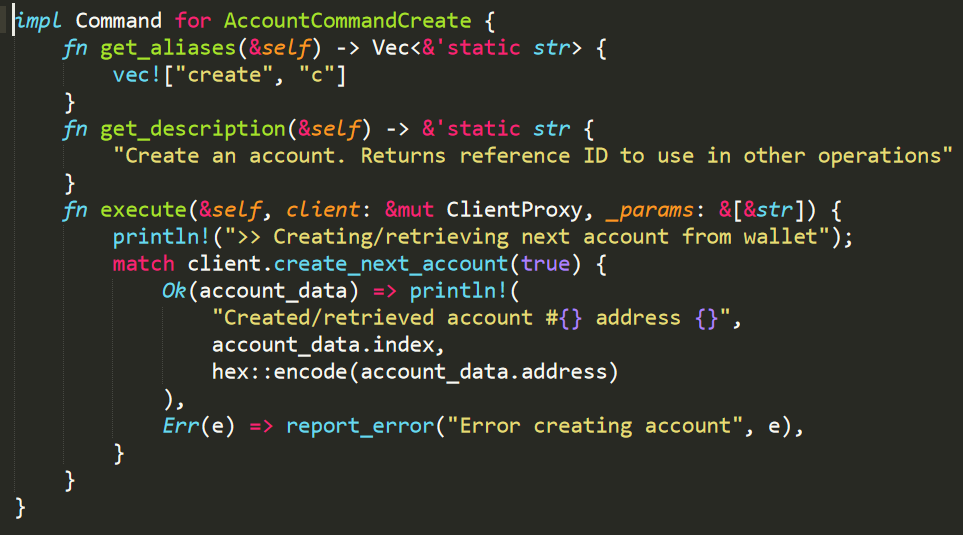 impl Command for AccountCommandCreate {
    fn get_aliases(&self) -> Vec<&'static str> {
        vec!["create", "c"]
    }
    fn get_description(&self) -> &'static str {
        "Create an account. Returns reference ID to use in other operations"
    }
    fn execute(&self, client: &mut ClientProxy, _params: &[&str]) {
        println!(">> Creating/retrieving next account from wallet");
        match client.create_next_account(true) {
            Ok(account_data) => println!(
                "Created/retrieved account #{} address {}",
                account_data.index,
                hex::encode(account_data.address)
            ),
            Err(e) => report_error("Error creating account", e),
        }
    }
}